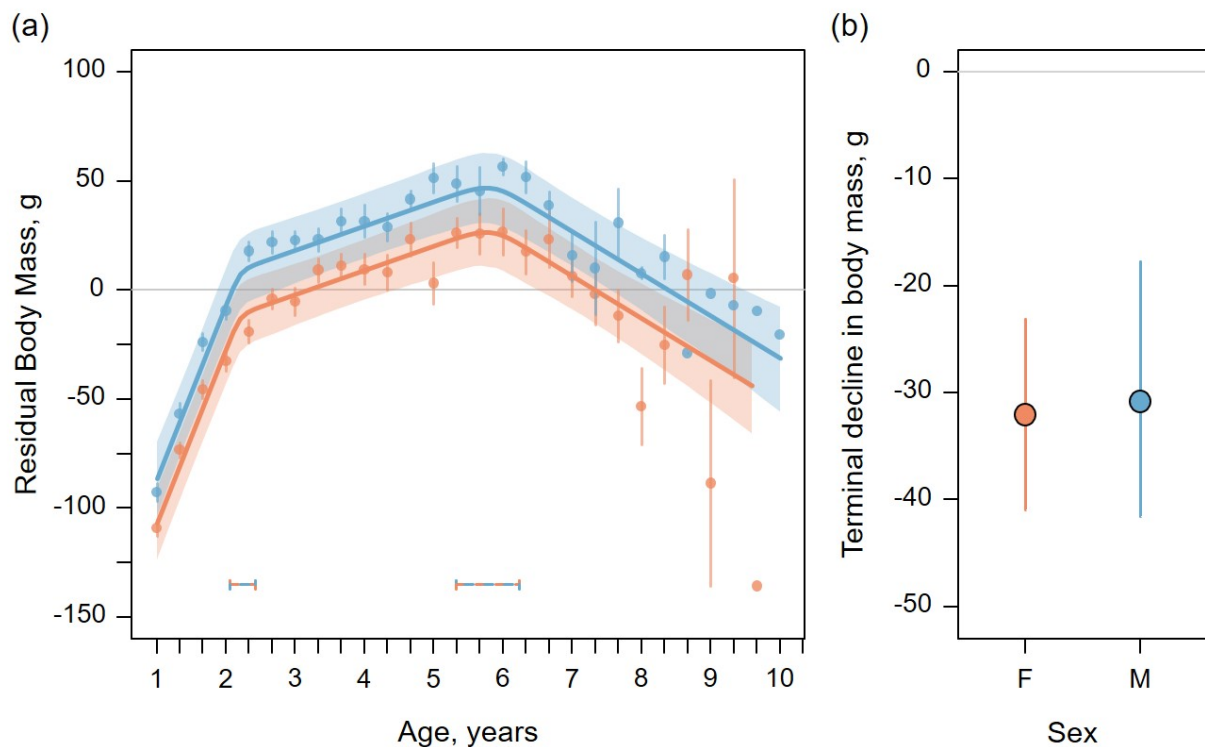 (a)
(b)
Residual Body Mass, g
100
50
0
-50
-100
-150
1 2 3 4 5 6 7 8 9 10
Age, years
Terminal decline in body mass, g
0
-10
-20
-30
-40
-50
F M
Sex